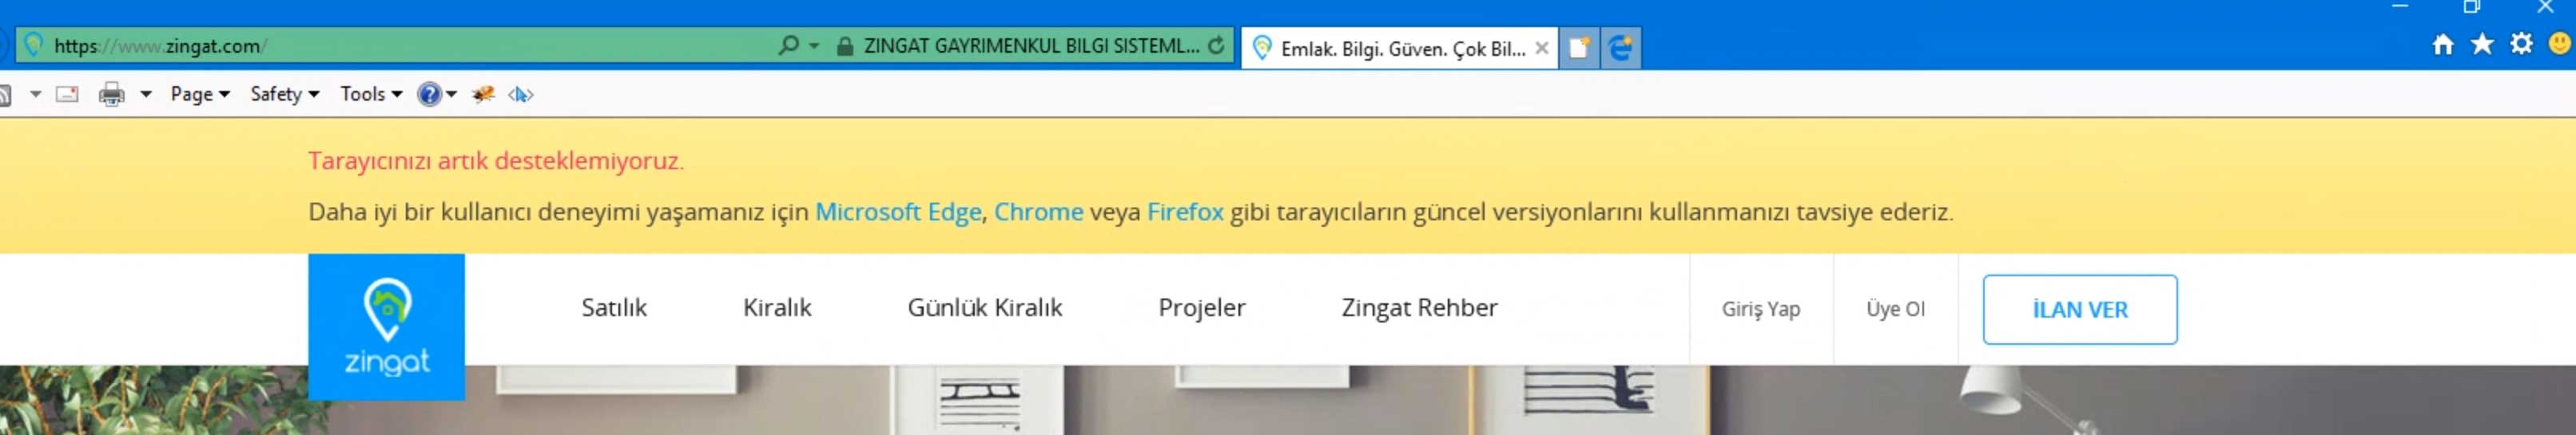 https://www.zingat.com/
ZINGAT GAYRIMENKUL BILGI SISTEML...
Emlak. Bilgi. Güven. Çok Bil...
Page Safety Tools
Tarayıcınızı artık desteklemiyoruz.
Daha iyi bir kullanıcı deneyimi yaşamanız için Microsoft Edge, Chrome veya Firefox gibi tarayıcıların güncel versiyonlarını kullanmanızı tavsiye ederiz.
zingat
Satılık Kiralık Günlük Kiralık Projeler Zingat Rehber Giriş Yap Üye Ol İLAN VER